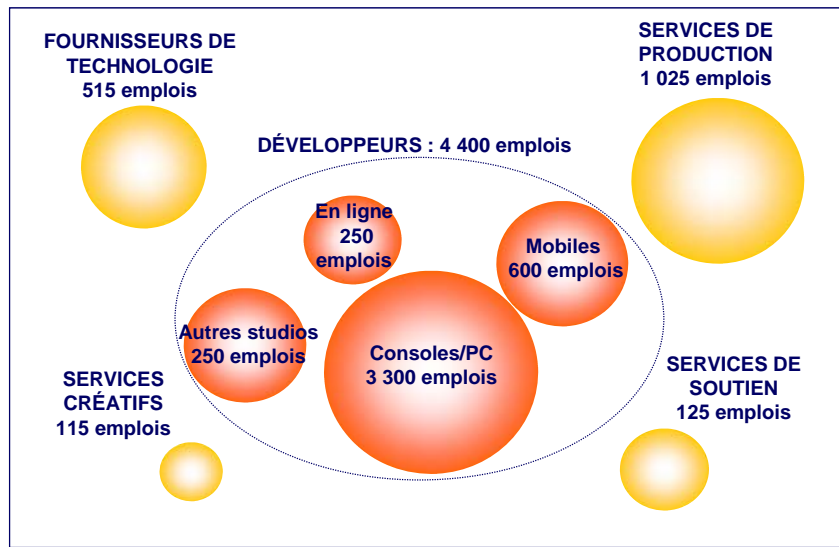 FOURNISSEURS DE
TECHNOLOGIE
515 emplois
SERVICES DE
PRODUCTION
1 025 emplois
DÉVELOPPEURS : 4 400 emplois
En ligne
250
emplois
Mobiles
600 emplois
Autres studios
250 emplois
Consoles/PC
3 300 emplois
SERVICES
CRÉATIFS
115 emplois
SERVICES DE
SOUTIEN
125 emplois